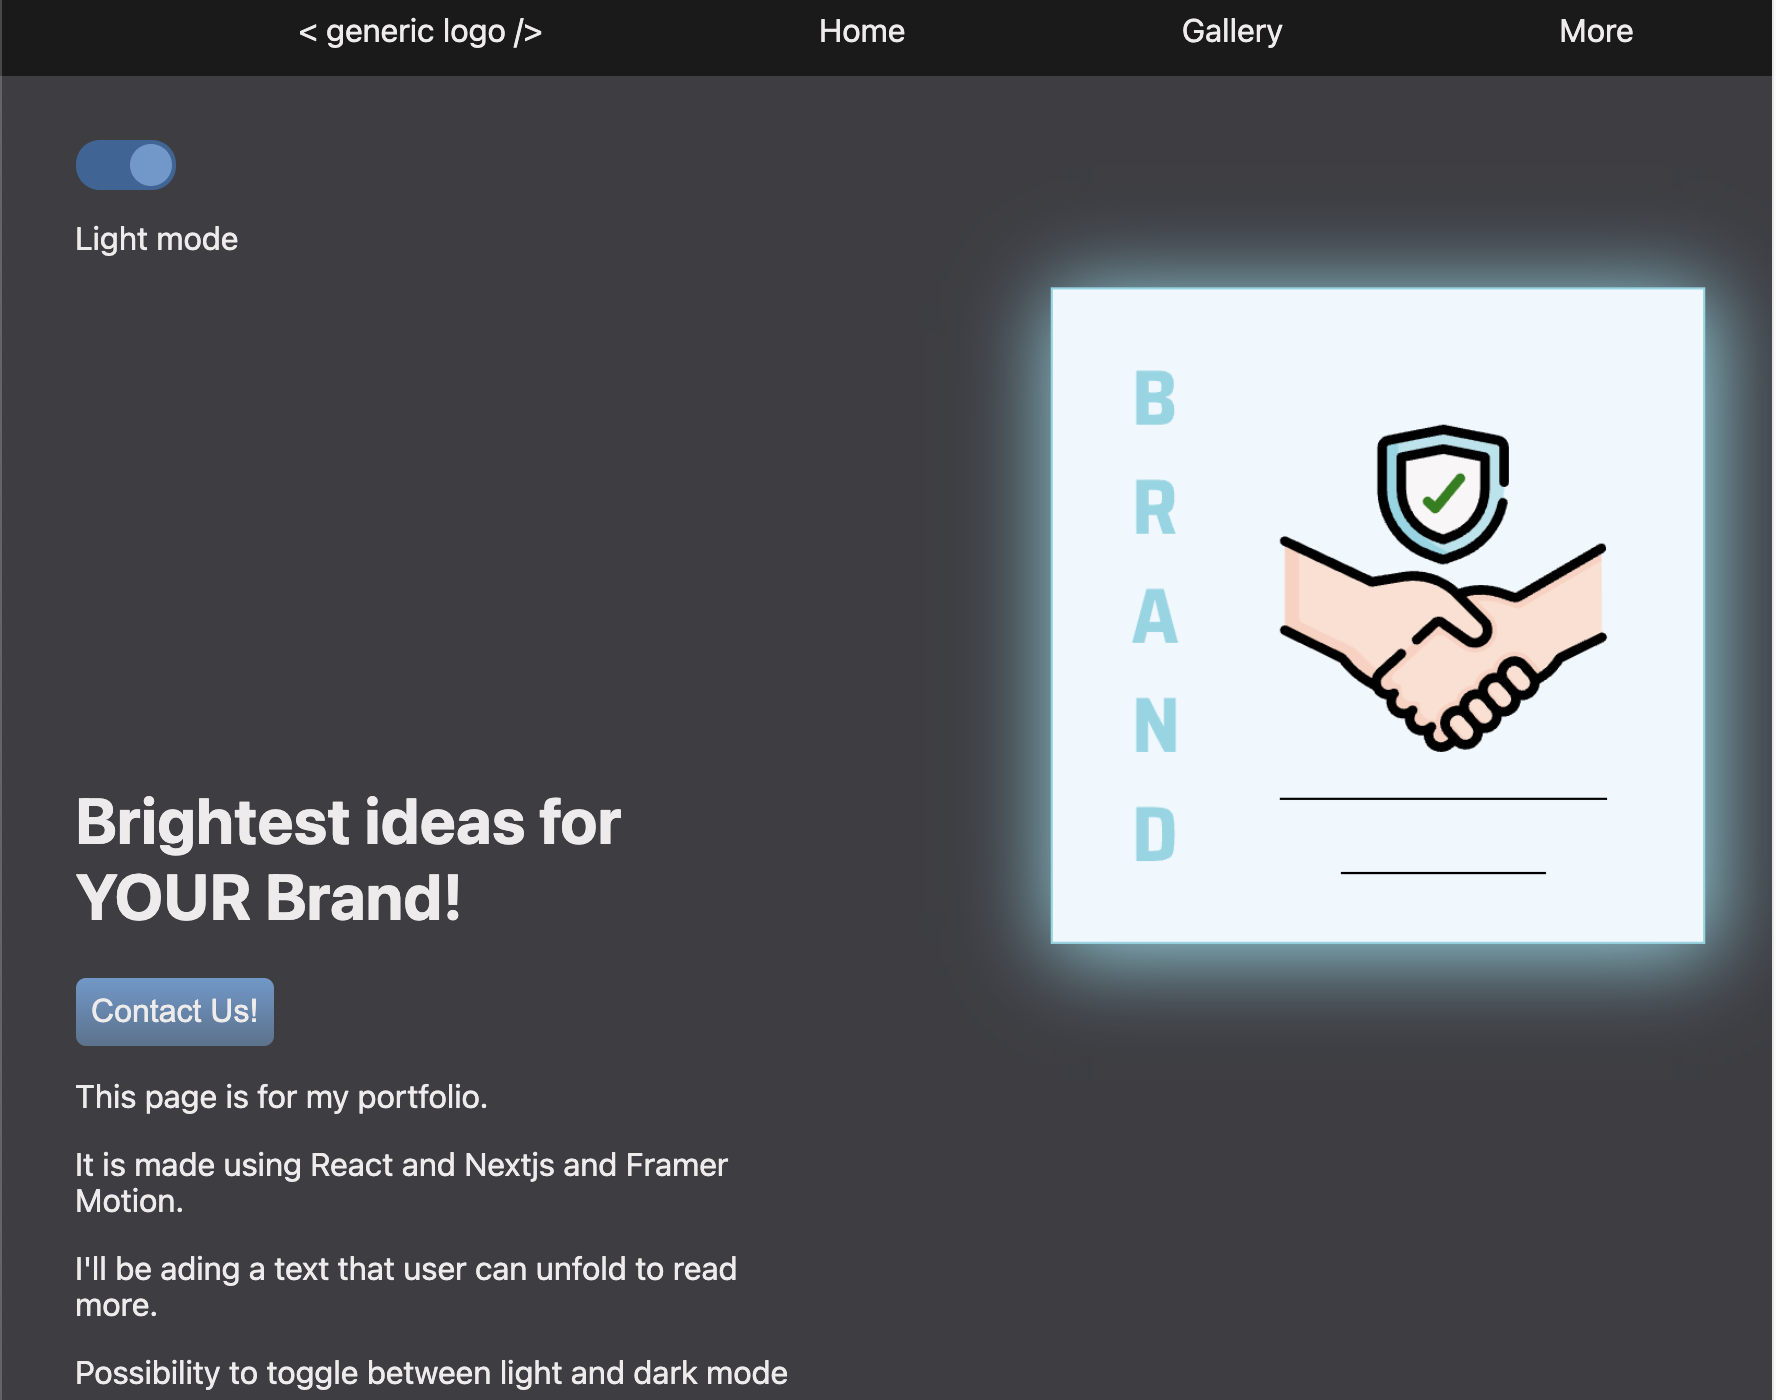 < generic logo />
Home
Gallery
More
Light mode
B
R
A
N
D
Brightest ideas for
YOUR Brand!
Contact Us!
This page is for my portfolio.
It is made using React and Nextjs and Framer
Motion.
I'll be ading a text that user can unfold to read
more.
Possibility to toggle between light and dark mode